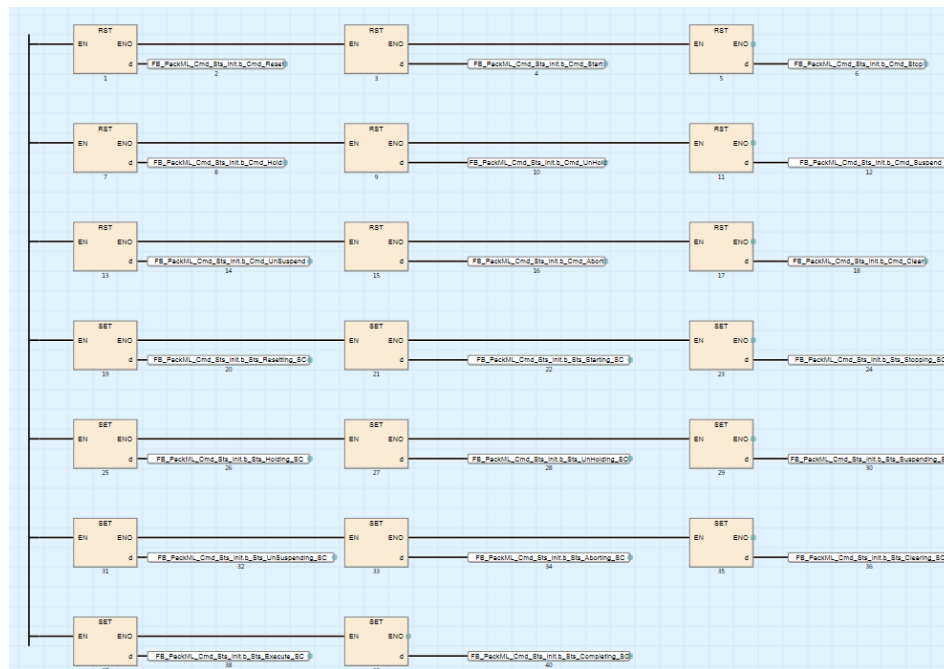 RST RST RST
EN ENO EN ENO EN ENO
d FB_PackML_Cmd_Sts_Init.b_Cmd_Reset d FB_PackML_Cmd_Sts_Init.b_Cmd_Start d FB_PackML_Cmd_Sts_Init.b_Cmd_Stop
1 2 3 4 5 6
RST RST RST
EN ENO EN ENO EN ENO
d FB_PackML_Cmd_Sts_Init.b_Cmd_Hold d FB_PackML_Cmd_Sts_Init.b_Cmd_UnHold d FB_PackML_Cmd_Sts_Init.b_Cmd_Suspend
7 8 9 10 11 12
RST RST RST
EN ENO EN ENO EN ENO
d FB_PackML_Cmd_Sts_Init.b_Cmd_UnSuspend d FB_PackML_Cmd_Sts_Init.b_Cmd_Abort d FB_PackML_Cmd_Sts_Init.b_Cmd_Clear
13 14 15 16 17 18
SET SET SET
EN ENO EN ENO EN ENO
d FB_PackML_Cmd_Sts_Init.b_Sts_Resetting_SC d FB_PackML_Cmd_Sts_Init.b_Sts_Starting_SC d FB_PackML_Cmd_Sts_Init.b_Sts_Stopping_SC
19 20 21 22 23 24
SET SET SET
EN ENO EN ENO EN ENO
d FB_PackML_Cmd_Sts_Init.b_Sts_Holding_SC d FB_PackML_Cmd_Sts_Init.b_Sts_UnHolding_SC d FB_PackML_Cmd_Sts_Init.b_Sts_Suspending_S
25 26 27 28 29 30
SET SET SET
EN ENO EN ENO EN ENO
d FB_PackML_Cmd_Sts_Init.b_Sts_UnSuspending_SC d FB_PackML_Cmd_Sts_Init.b_Sts_Aborting_SC d FB_PackML_Cmd_Sts_Init.b_Sts_Clearing_SC
31 32 33 34 35 36
SET SET
EN ENO EN ENO
d FB_PackML_Cmd_Sts_Init.b_Sts_Execute_SC d FB_PackML_Cmd_Sts_Init.b_Sts_Completing_SC
38 40